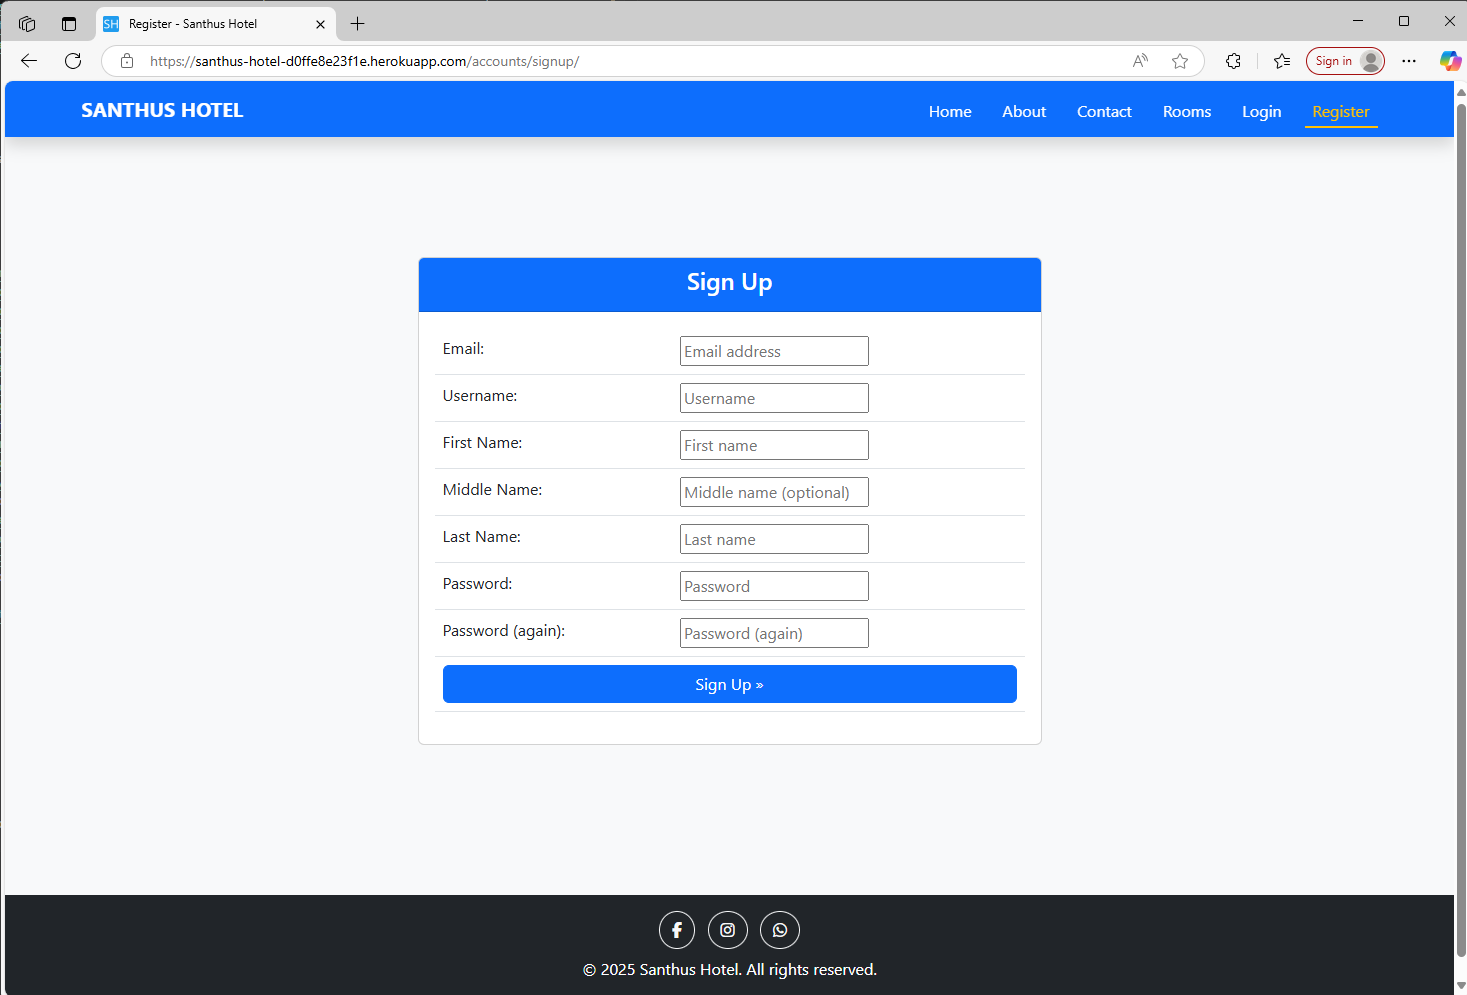 SH Register - Santhus Hotel
https://santhus-hotel-d0ffe8e23f1e.herokuapp.com/accounts/signup/ A Sign in
SANTHUS HOTEL Home About Contact Rooms Login Register
Sign Up
Email: Email address
Username: Username
First Name: First name
Middle Name: Middle name (optional)
Last Name: Last name
Password: Password
Password (again): Password (again)
Sign Up »
© 2025 Santhus Hotel. All rights reserved.